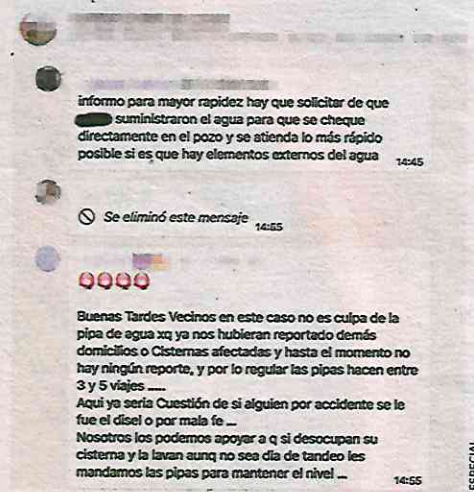 informo para mayor rapidez hay que solicitar de que
suministraron el agua para que se cheque
directamente en el pozo y se atienda lo más rápido
posible si es que hay elementos externos del agua
14:45
Se eliminó este mensaje
14:55
Buenas Tardes Vecinos en este caso no es culpa de la
pipa de agua xq ya nos hubieran reportado demás
domicilios o Cisternas afectadas y hasta el momento no
hay ningún reporte, y por lo regular las pipas hacen entre
3 y 5 viajes .....
Aqui ya seria Cuestión de si alguien por accidente se le
fue el disel o por mala fe ...
Nosotros los podemos apoyar a q si desocupan su
cisterna y la lavan aunq no sea día de tandeo les
mandamos las pipas para mantener el nivel ...
14:55
ESPECIAL